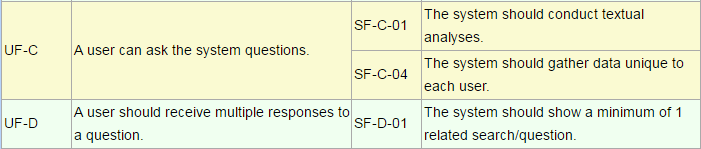 UF-C
A user can ask the system questions.
SF-C-01
The system should conduct textual
analyses.
SF-C-04
The system should gather data unique to
each user.
UF-D
A user should receive multiple responses to
a question.
SF-D-01
The system should show a minimum of 1
related search/question.